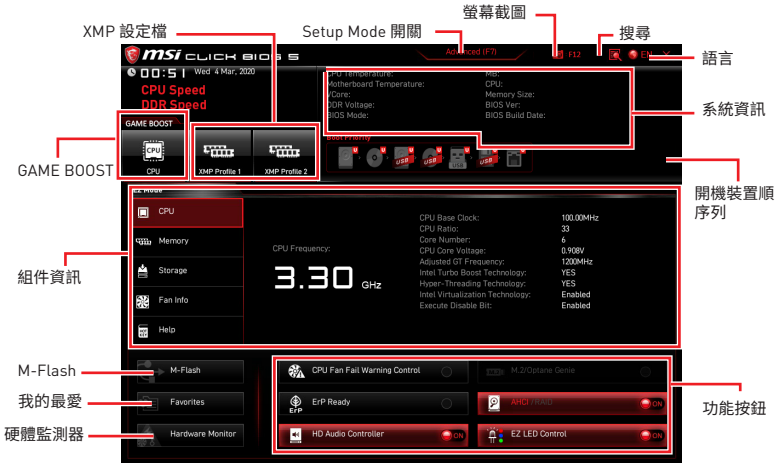 螢幕截圖
XMP 設定檔
Setup Mode 開關
搜尋
語言
msi CLICK BIOS 5
Advanced (F7)
F12
EN
00:51 Wed 4 Mar, 2020
CPU Speed
DDR Speed
CPU Temperature:
Motherboard Temperature:
VCore:
DDR Voltage:
BIOS Mode:
MB:
CPU:
Memory Size:
BIOS Ver:
BIOS Build Date:
系統資訊
GAME BOOST
CPU
CPU
XMP Profile 1
XMP Profile 2
Boot Priority
U
U
U
USB
U
USB
U
USB
U
U
GAME BOOST
開機裝置順
序列
EZ Mode
CPU
Memory
Storage
Fan Info
HOT KEY
Help
CPU Frequency:
3.30 GHz
CPU Base Clock: 100.00MHz
CPU Ratio: 33
Core Number: 6
CPU Core Voltage: 0.908V
Adjusted GT Frequency: 1200MHz
Intel Turbo Boost Technology: YES
Hyper-Threading Technology: YES
Intel Virtualization Technology: Enabled
Execute Disable Bit: Enabled
組件資訊
M-Flash
我的最愛
硬體監測器
M-Flash
Favorites
Hardware Monitor
CPU Fan Fail Warning Control
M.2/Optane Genie
ErP
ErP Ready
AHCI /RAID
ON
HD Audio Controller
ON
EZ LED Control
ON
功能按鈕